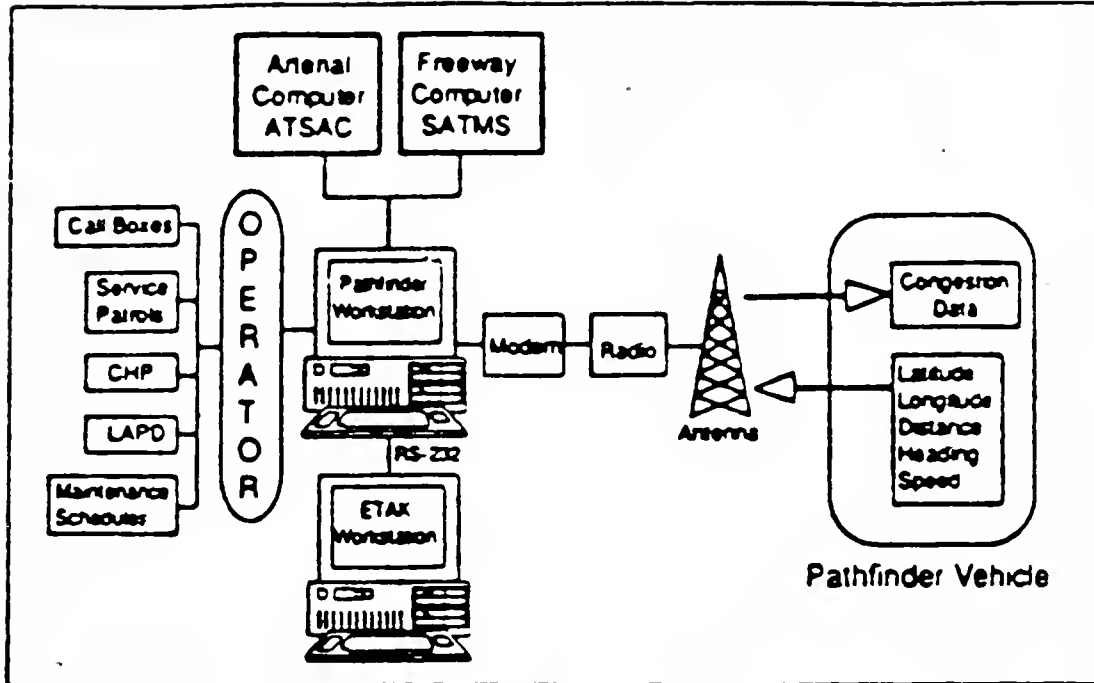 Arterial
Computer
ATSAC
Freeway
Computer
SATMS
Call Boxes
Service
Patrols
CHP
LAPD
Maintenance
Schedules
OPERATOR
Pathfinder
Workstation
Modem
Radio
Antenna
RS-232
ETAK
Workstation
Congestion
Data
Latitude
Longitude
Distance
Heading
Speed
Pathfinder Vehicle